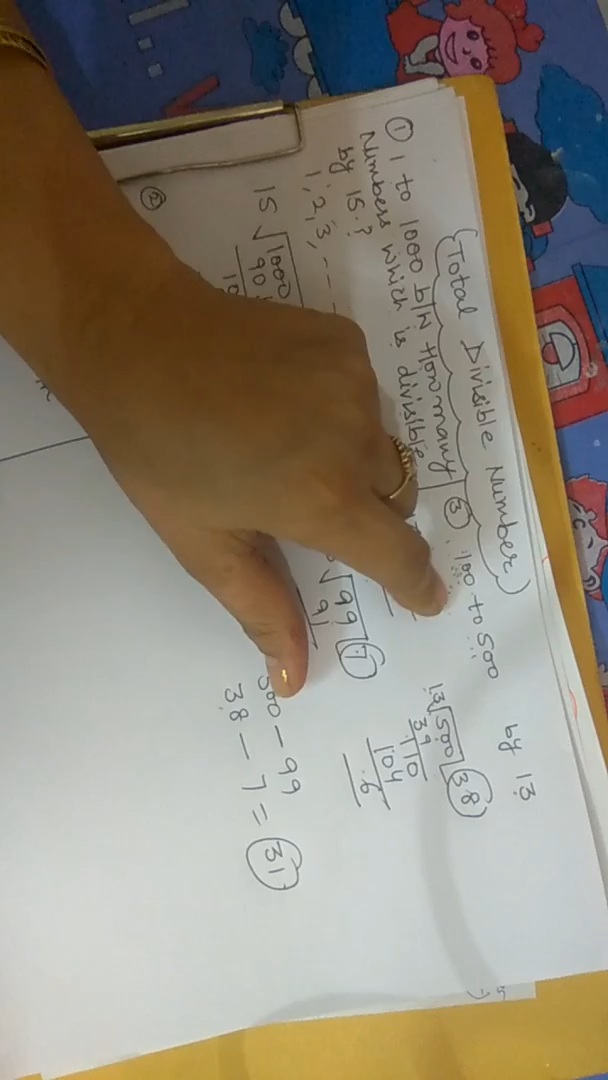 (Total Divisible Number)
① 1 to 1000 b/w How many
Numbers which is divisible
by 15 ?
1, 2, 3, - - -
15 √1000
90
10
②
③ 100 to 500 by 13
13 √500 38
39
110
104
6
√99 7
91
500 - 99
38 - 7 = 31